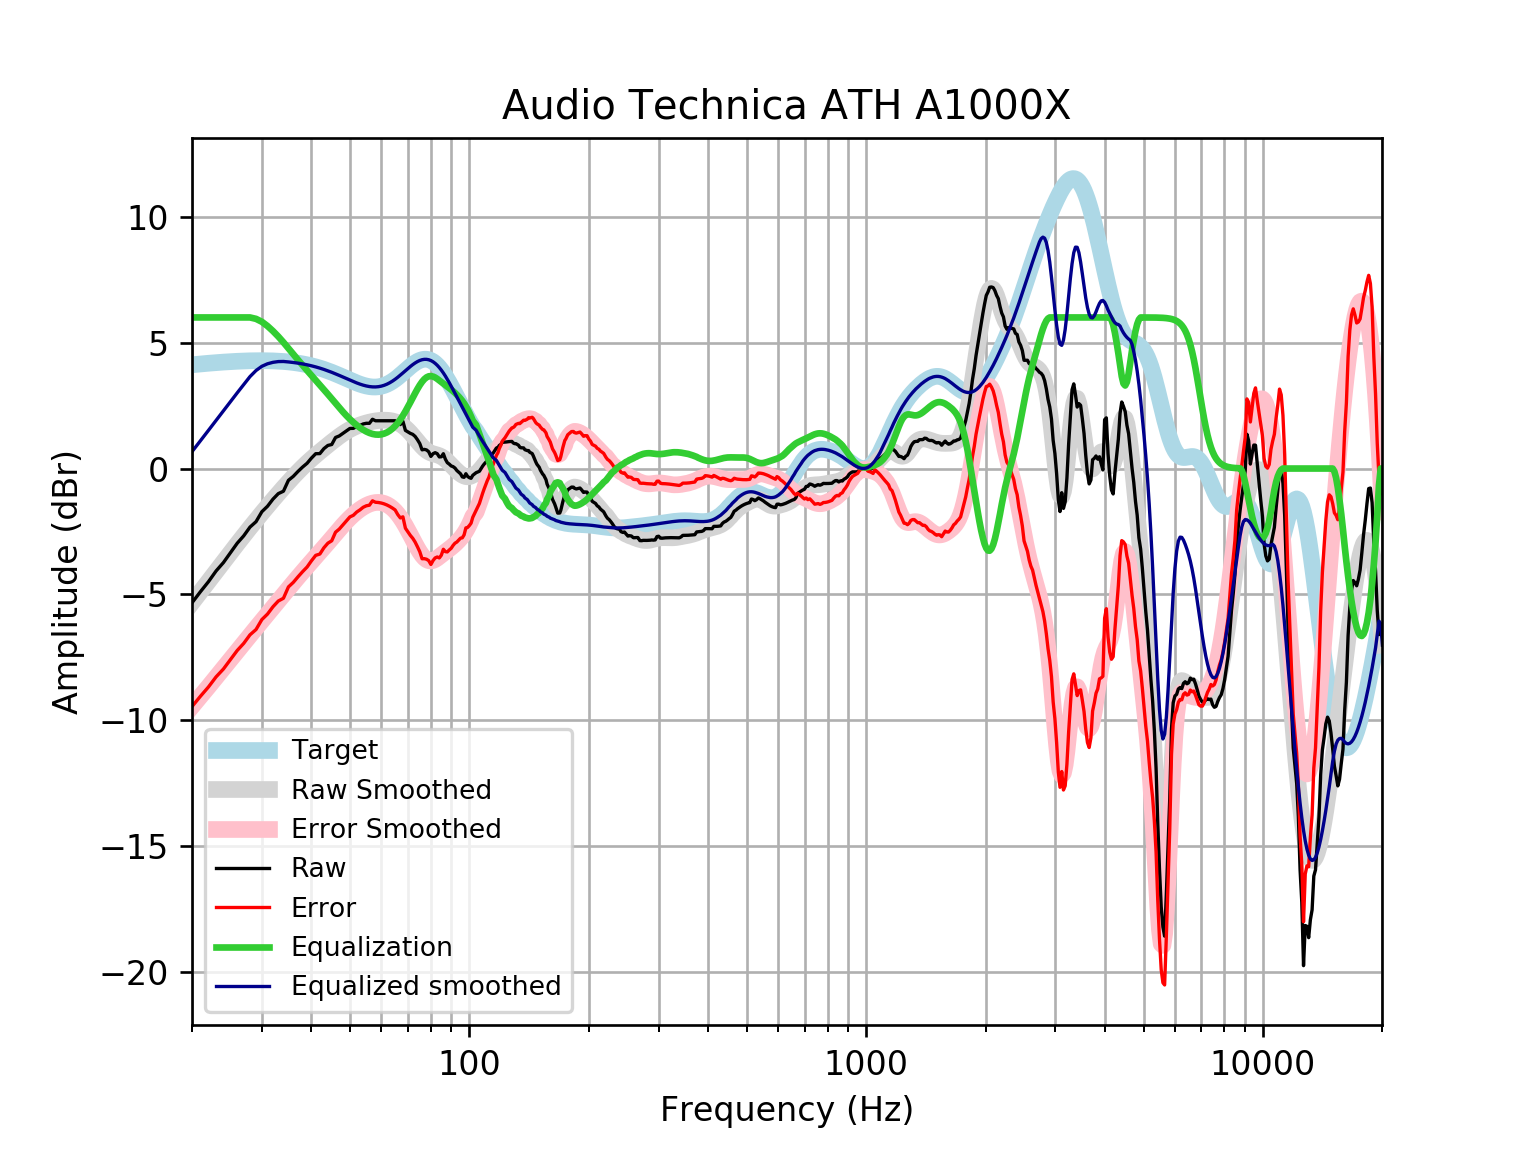 Audio Technica ATH A1000X
Amplitude (dBr)
10
5
0
−5
−10
−15
−20
Target
Raw Smoothed
Error Smoothed
Raw
Error
Equalization
Equalized smoothed
100 1000 10000
Frequency (Hz)